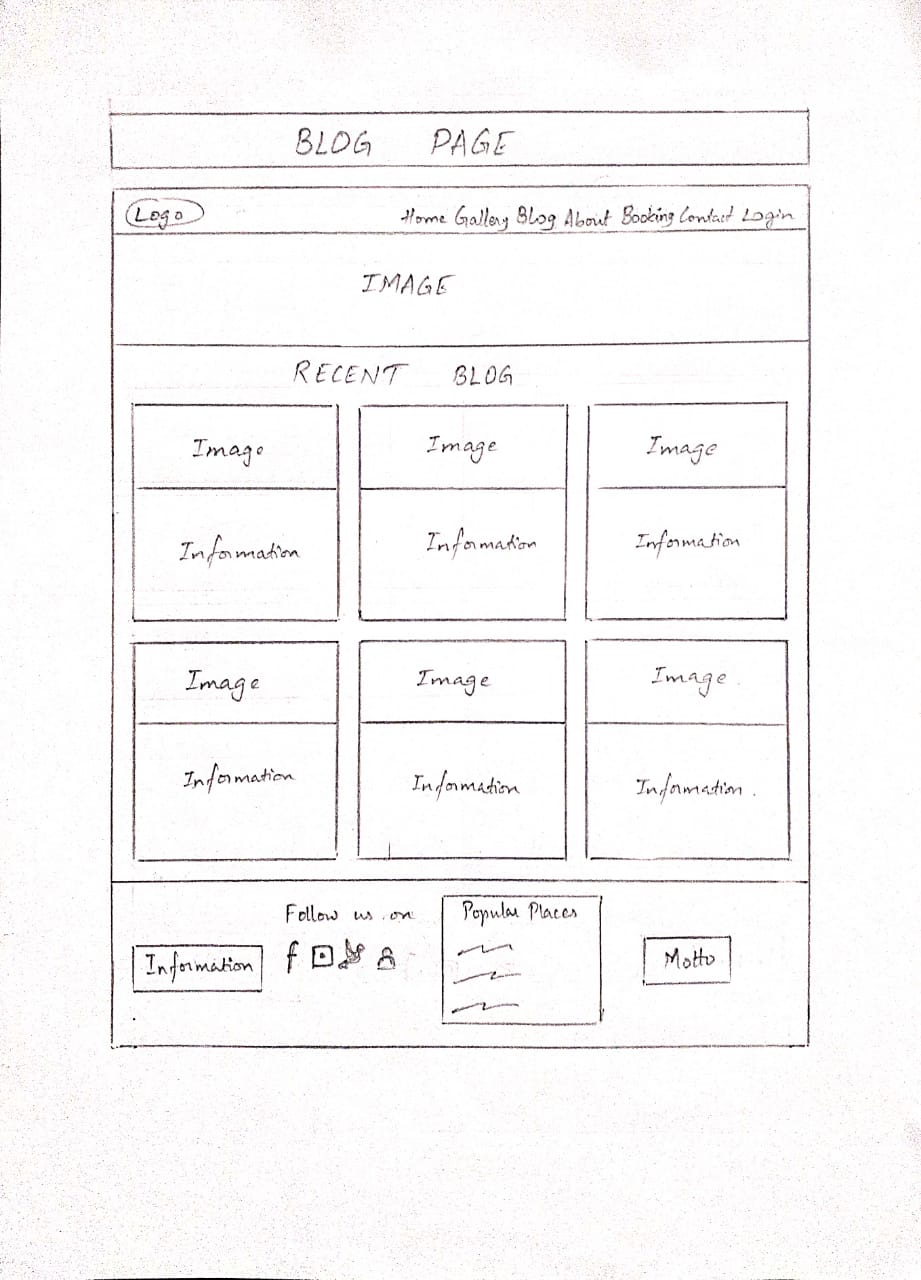 BLOG PAGE
Logo Home Gallery Blog About Booking Contact Login
IMAGE
RECENT BLOG
Image Image Image
Information Information Information
Image Image Image.
Information Information Information.
Follow us on Popular Places
Information f Motto